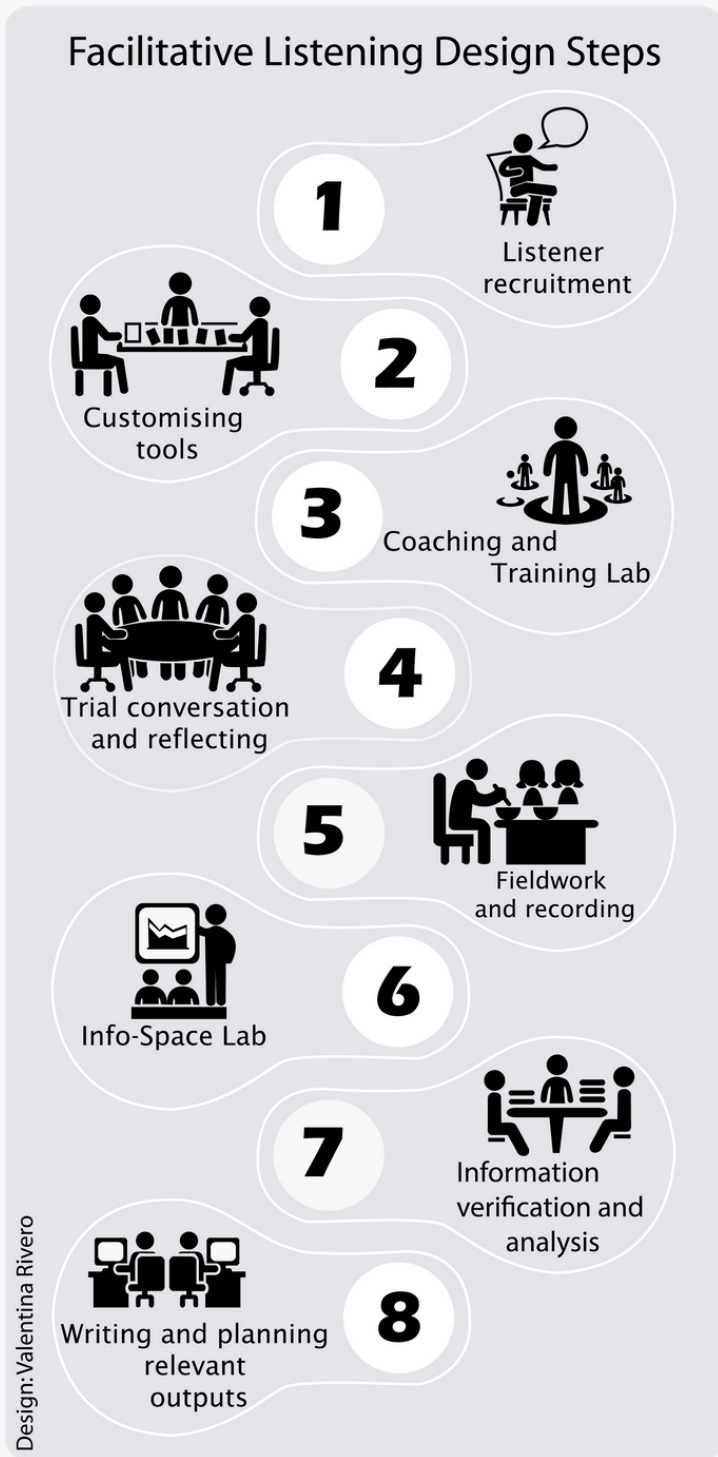 Facilitative Listening Design Steps
1
Listener
recruitment
2
Customising
tools
3
Coaching and
Training Lab
4
Trial conversation
and reflecting
5
Fieldwork
and recording
6
Info-Space Lab
7
Information
verification and
analysis
8
Writing and planning
relevant
outputs
Design: Valentina Rivero